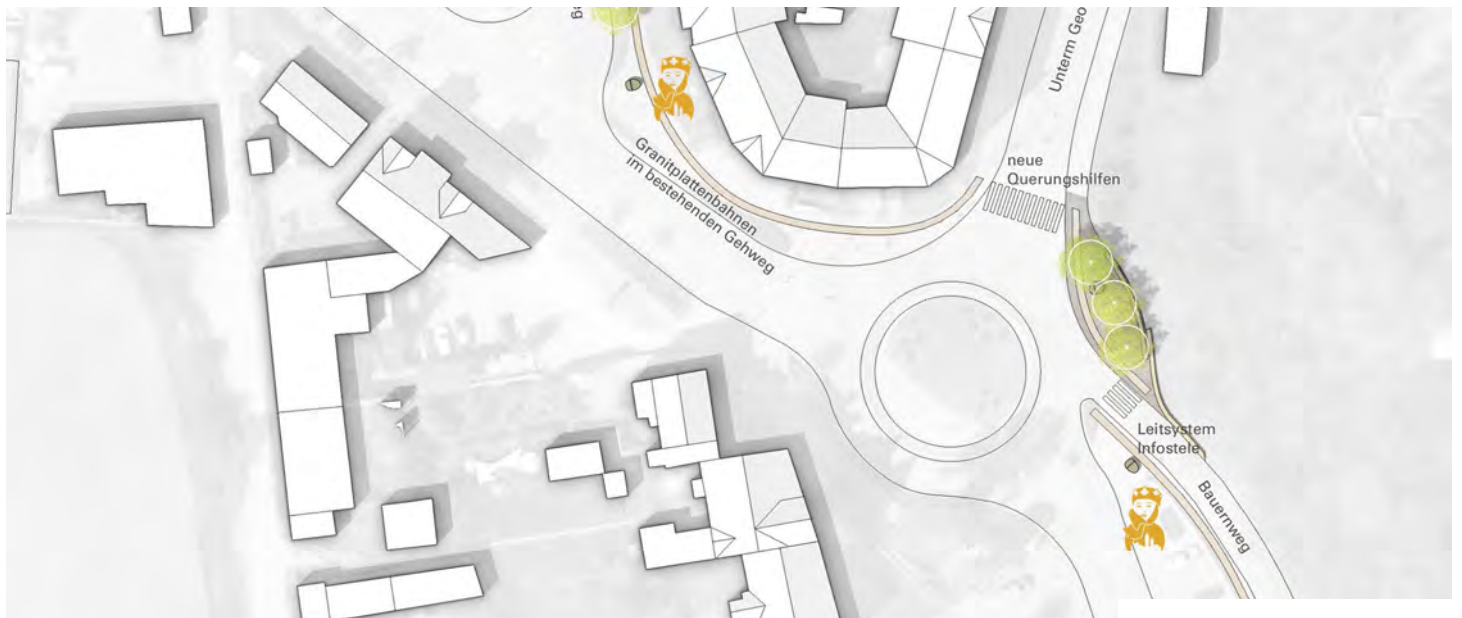 Unterm Geo
neue
Querungshilfen
Granitplattenbahnen
im bestehenden Gehweg
Leitsystem
Infostele
Bauernweg